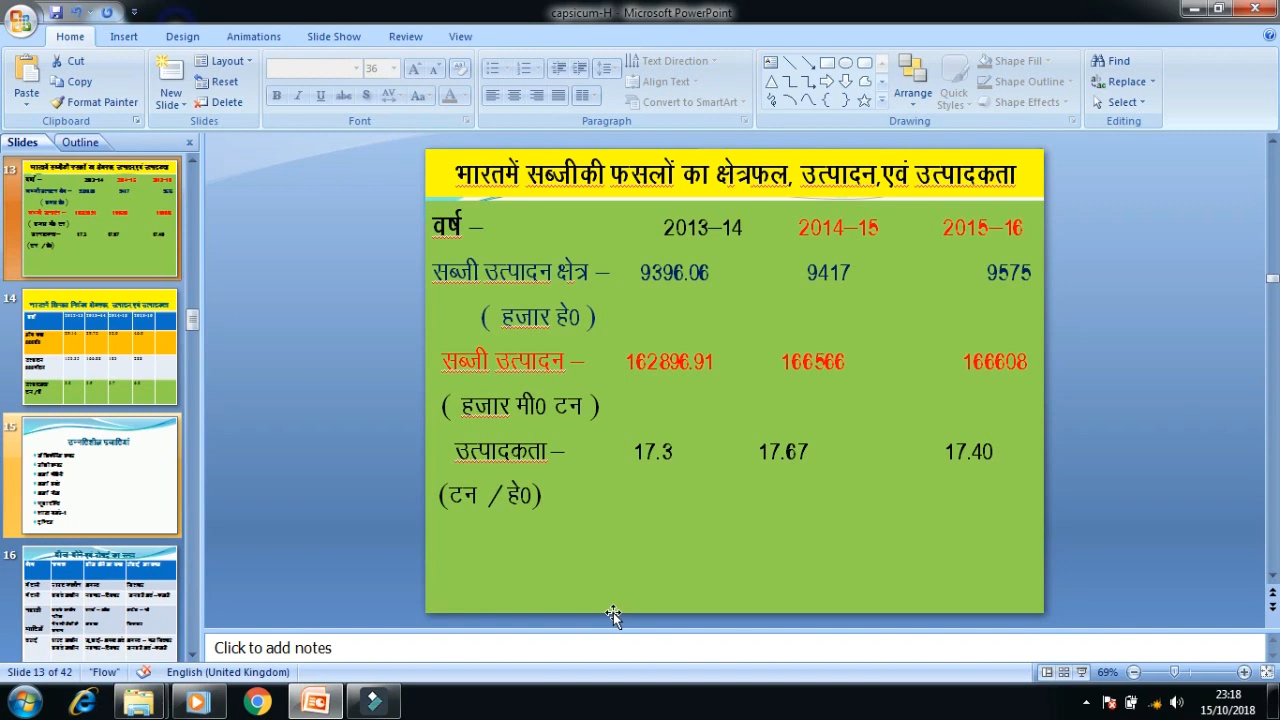 capsicum-H - Microsoft PowerPoint
Home Insert Design Animations Slide Show Review View
Paste
Cut
Copy
Format Painter
Clipboard
New Slide
Layout
Reset
Delete
Slides
36
Font
Text Direction
Align Text
Convert to SmartArt
Paragraph
Arrange
Quick Styles
Shape Fill
Shape Outline
Shape Effects
Drawing
Find
Replace
Select
Editing
Slides Outline
13
14
15
16
भारतमें सब्जीकी फसलों का क्षेत्रफल, उत्पादन,एवं उत्पादकता
वर्ष – 2013–14 2014–15 2015–16
सब्जी उत्पादन क्षेत्र – 9396.06 9417 9575
( हजार हे0 )
सब्जी उत्पादन – 162896.91 166566 166608
( हजार मी0 टन )
उत्पादकता– 17.3 17.67 17.40
(टन / हे0)
Click to add notes
Slide 13 of 42 "Flow" English (United Kingdom) 69%
23:18
15/10/2018